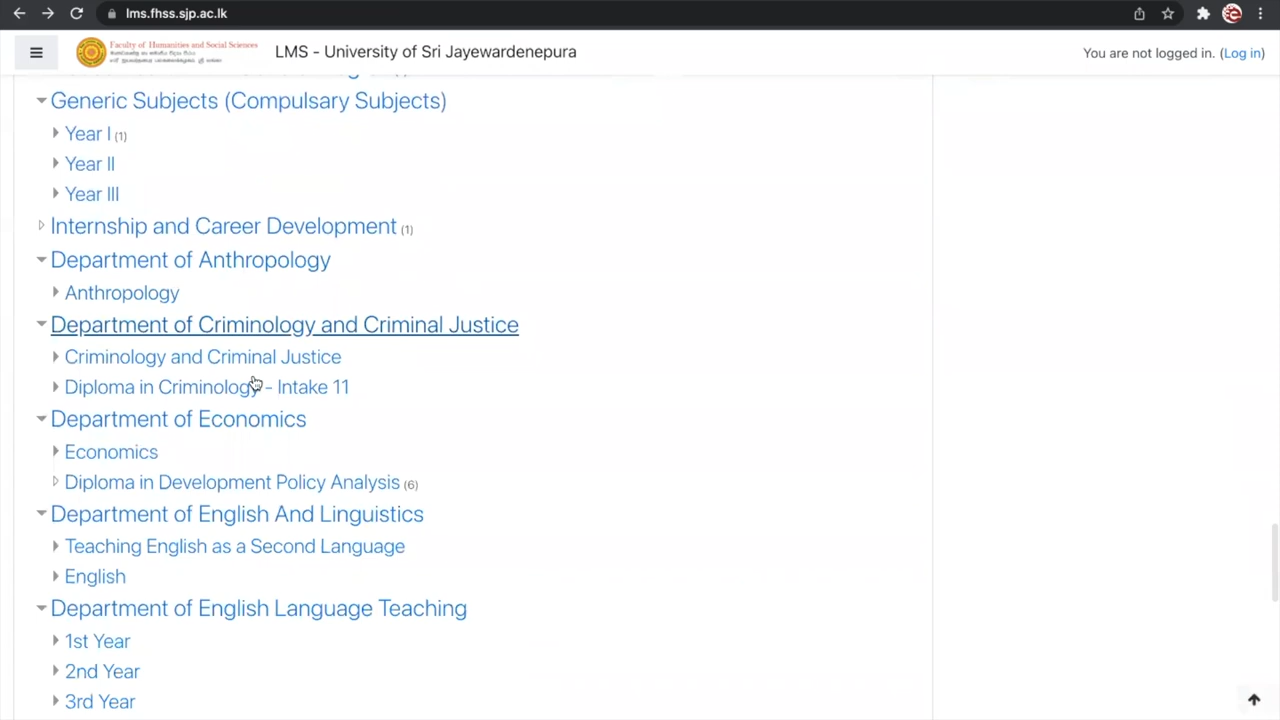 lms.fhss.sjp.ac.lk
Faculty of Humanities and Social Sciences
LMS - University of Sri Jayewardenepura
You are not logged in. (Log in)
Generic Subjects (Compulsary Subjects)
Year I (1)
Year II
Year III
Internship and Career Development (1)
Department of Anthropology
Anthropology
Department of Criminology and Criminal Justice
Criminology and Criminal Justice
Diploma in Criminology - Intake 11
Department of Economics
Economics
Diploma in Development Policy Analysis (6)
Department of English And Linguistics
Teaching English as a Second Language
English
Department of English Language Teaching
1st Year
2nd Year
3rd Year